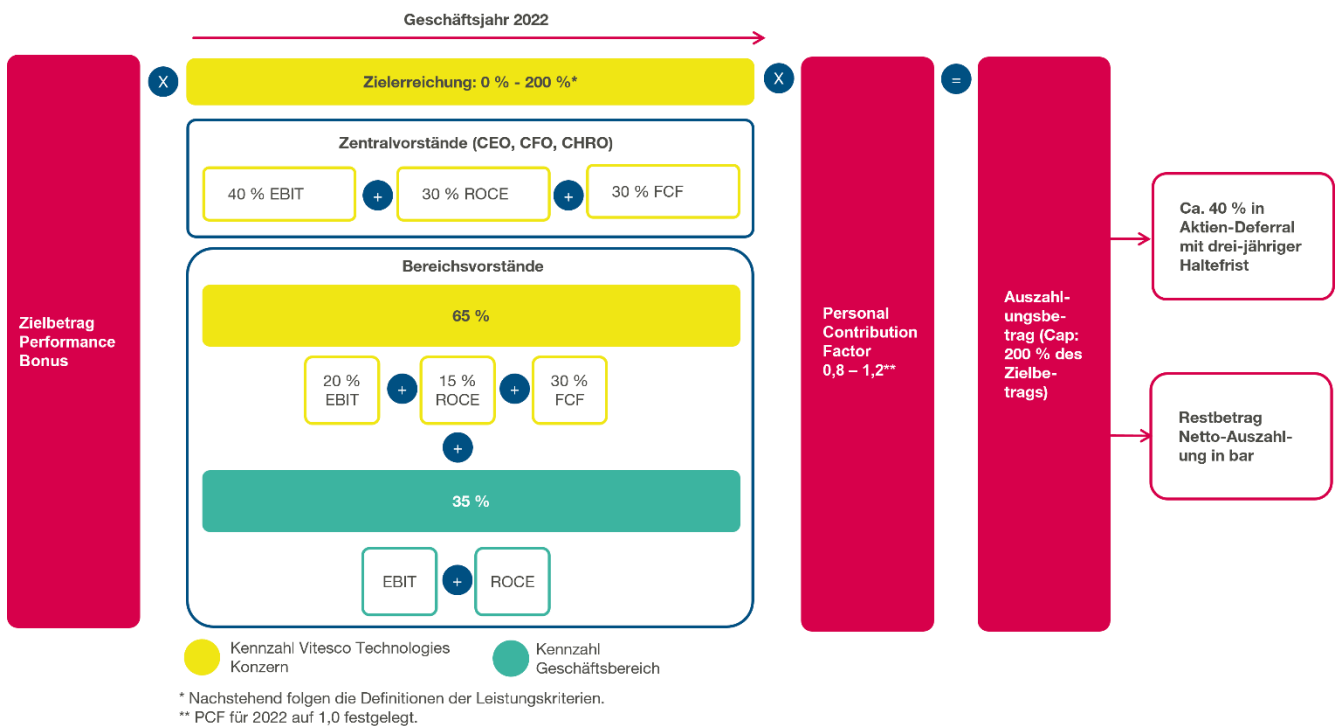 Geschäftsjahr 2022
Zielbetrag
Performance
Bonus
X
Zielerreichung: 0 % - 200 %*
Zentralvorstände (CEO, CFO, CHRO)
40 % EBIT
+
30 % ROCE
+
30 % FCF
Bereichsvorstände
65 %
20 %
EBIT
+
15 %
ROCE
+
30 %
FCF
+
35 %
EBIT
+
ROCE
X
Personal
Contribution
Factor
0,8 – 1,2**
=
Auszahl-
ungsbe-
trag (Cap:
200 % des
Zielbe-
trags)
Ca. 40 % in
Aktien-Deferral
mit drei-jähriger
Haltefrist
Restbetrag
Netto-Auszahl-
ung in bar
Kennzahl Vitesco Technologies
Konzern
Kennzahl
Geschäftsbereich
* Nachstehend folgen die Definitionen der Leistungskriterien.
** PCF für 2022 auf 1,0 festgelegt.